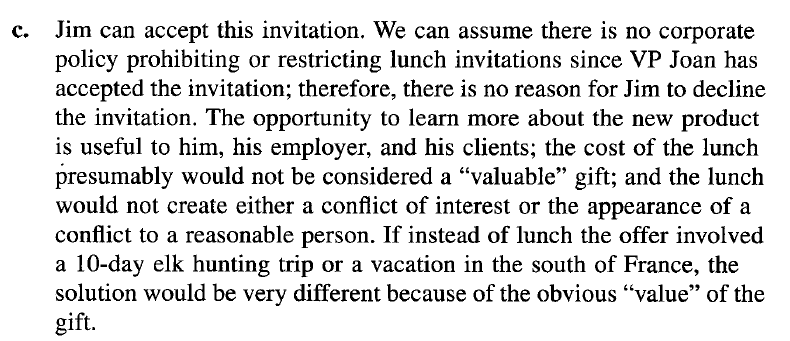 c. Jim can accept this invitation. We can assume there is no corporate
policy prohibiting or restricting lunch invitations since VP Joan has
accepted the invitation; therefore, there is no reason for Jim to decline
the invitation. The opportunity to learn more about the new product
is useful to him, his employer, and his clients; the cost of the lunch
presumably would not be considered a “valuable” gift; and the lunch
would not create either a conflict of interest or the appearance of a
conflict to a reasonable person. If instead of lunch the offer involved
a 10-day elk hunting trip or a vacation in the south of France, the
solution would be very different because of the obvious “value” of the
gift.